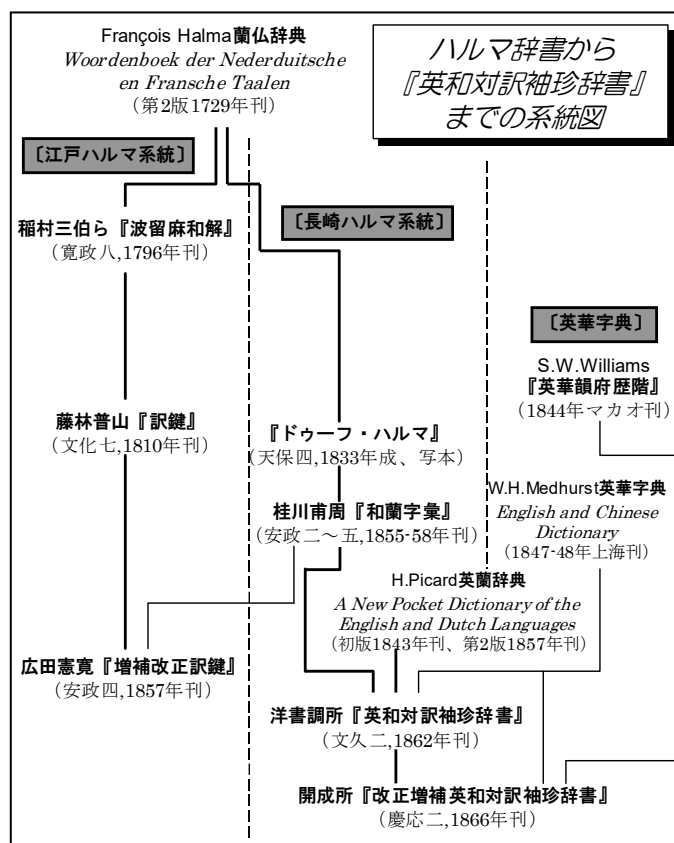 François Halma蘭仏辞典
Woordenboek der Nederduitsche
en Fransche Taalen
（第2版1729年刊）
ハルマ辞書から
『英和対訳袖珍辞書』
までの系統図
〔江戸ハルマ系統〕
稲村三伯ら『波留麻和解』
（寛政八,1796年刊）
〔長崎ハルマ系統〕
〔英華字典〕
S.W.Williams
『英華韻府歴階』
（1844年マカオ刊）
藤林普山『訳鍵』
（文化七,1810年刊）
『ドゥーフ・ハルマ』
（天保四,1833年成、写本）
W.H.Medhurst英華字典
English and Chinese
Dictionary
（1847-48年上海刊）
桂川甫周『和蘭字彙』
（安政二～五,1855-58年刊）
H.Picard英蘭辞典
A New Pocket Dictionary of the
English and Dutch Languages
（初版1843年刊、第2版1857年刊）
広田憲寛『増補改正訳鍵』
（安政四,1857年刊）
洋書調所『英和対訳袖珍辞書』
（文久二,1862年刊）
開成所『改正増補英和対訳袖珍辞書』
（慶応二,1866年刊）